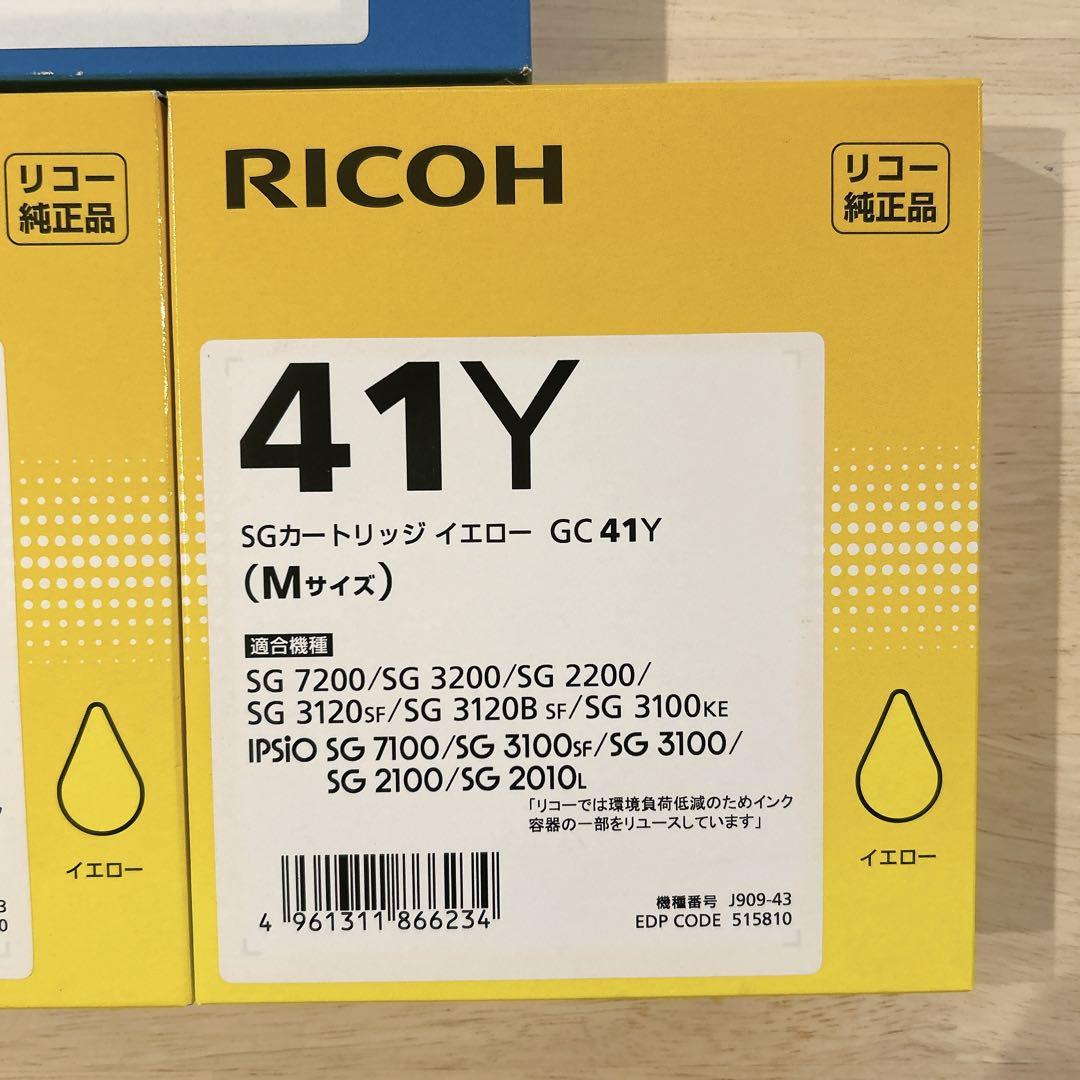 リコー
純正品
イエロー
3
0
RICOH
リコー
純正品
41Y
SGカートリッジ イエロー GC 41Y
(Mサイズ)
適合機種
SG 7200/SG 3200/SG 2200/
SG 3120SF/SG 3120B SF/SG 3100KE
IPSiO SG 7100/SG 3100SF/SG 3100/
SG 2100/SG 2010L
「リコーでは環境負荷低減のためインク
容器の一部をリユースしています」
4 961311 866234
機種番号 J909-43
EDP CODE 515810
イエロー